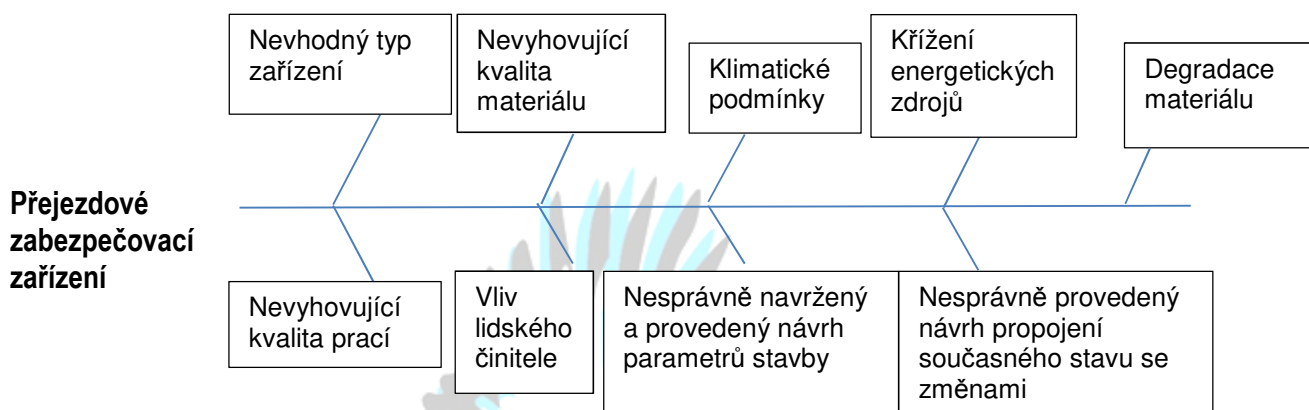 Nevhodný typ
zařízení
Nevyhovující
kvalita
materiálu
Klimatické
podmínky
Křížení
energetických
zdrojů
Degradace
materiálu
Přejezdové
zabezpečovací
zařízení
Nevyhovující
kvalita prací
Vliv
lidského
činitele
Nesprávně navržený
a provedený návrh
parametrů stavby
Nesprávně provedený
návrh propojení
současného stavu se
změnami